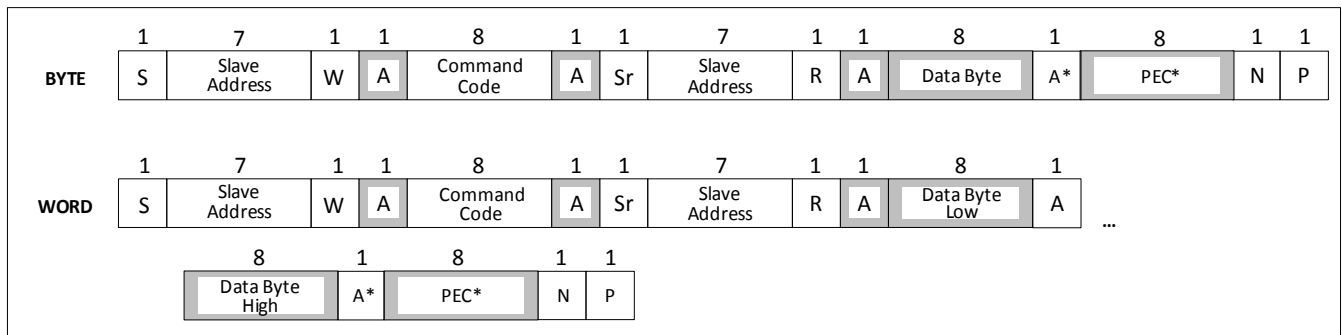 1 7 1 1 8 1 1 7 1 1 8 1 8 1 1
BYTE S Slave Address W A Command Code A Sr Slave Address R A Data Byte A* PEC* N P
1 7 1 1 8 1 1 7 1 1 8 1
WORD S Slave Address W A Command Code A Sr Slave Address R A Data Byte Low A ...
8 1 8 1 1
Data Byte High A* PEC* N P